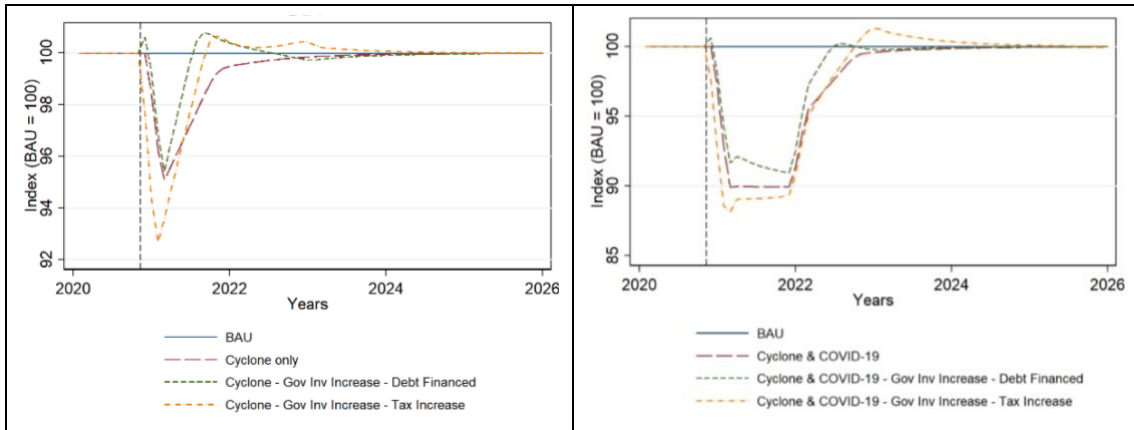 Index (BAU = 100)
100
98
96
94
92
2020
2022
2024
2026
Years
BAU
Cyclone only
Cyclone - Gov Inv Increase - Debt Financed
Cyclone - Gov Inv Increase - Tax Increase
Index (BAU = 100)
100
95
90
85
2020
2022
2024
2026
Years
BAU
Cyclone & COVID-19
Cyclone & COVID-19 - Gov Inv Increase - Debt Financed
Cyclone & COVID-19 - Gov Inv Increase - Tax Increase